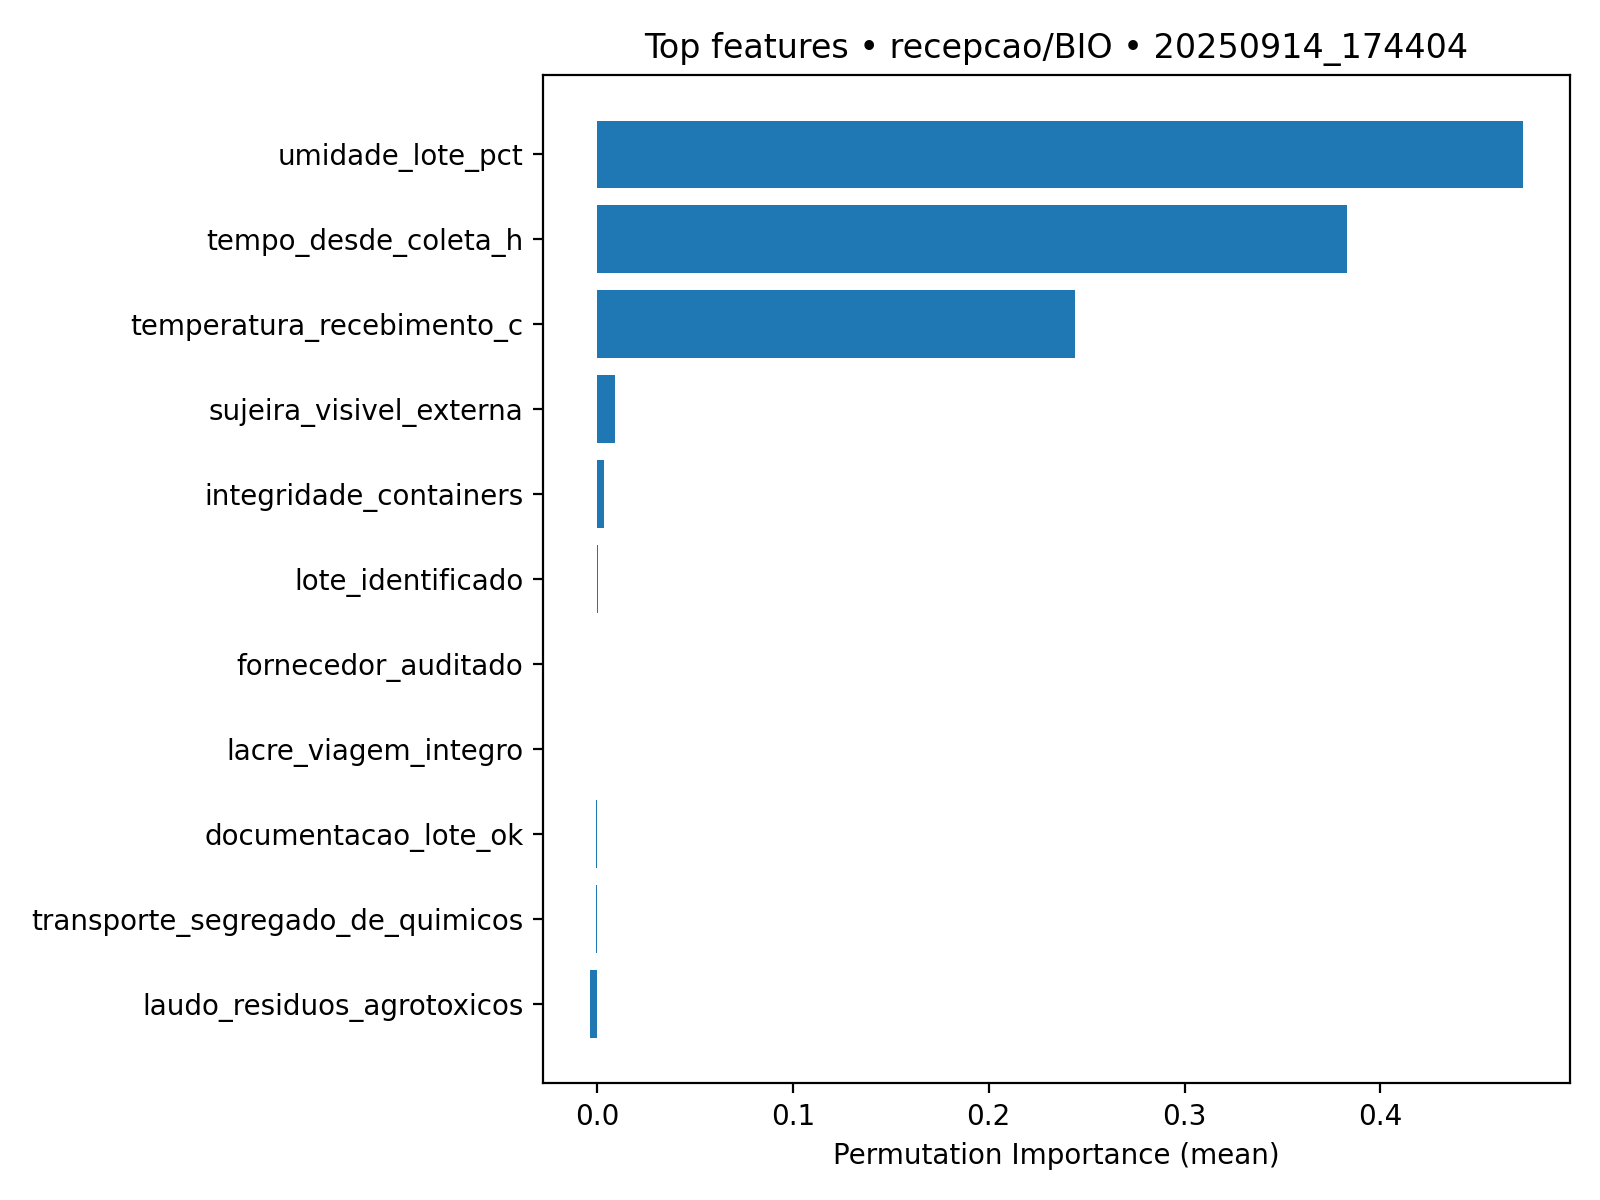 Top features • recepcao/BIO • 20250914_174404
umidade_lote_pct
tempo_desde_coleta_h
temperatura_recebimento_c
sujeira_visivel_externa
integridade_containers
lote_identificado
fornecedor_auditado
lacre_viagem_integro
documentacao_lote_ok
transporte_segregado_de_quimicos
laudo_residuos_agrotoxicos
0.0 0.1 0.2 0.3 0.4
Permutation Importance (mean)